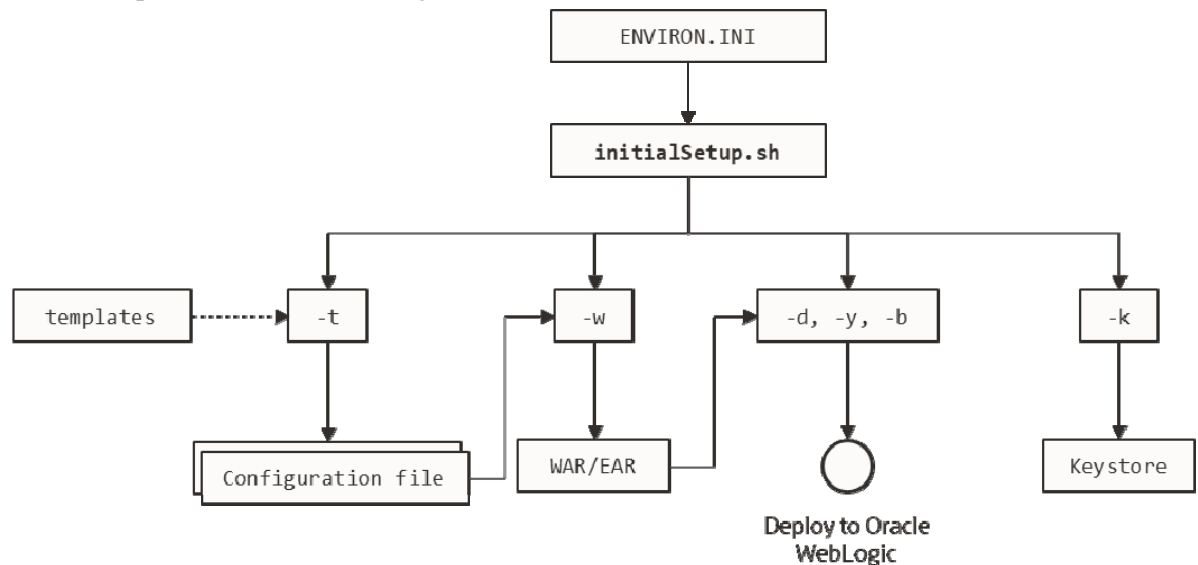 ENVIRON.INI
initialSetup.sh
templates
-t
-w
-d, -y, -b
-k
Configuration file
WAR/EAR
Keystore
Deploy to Oracle
WebLogic